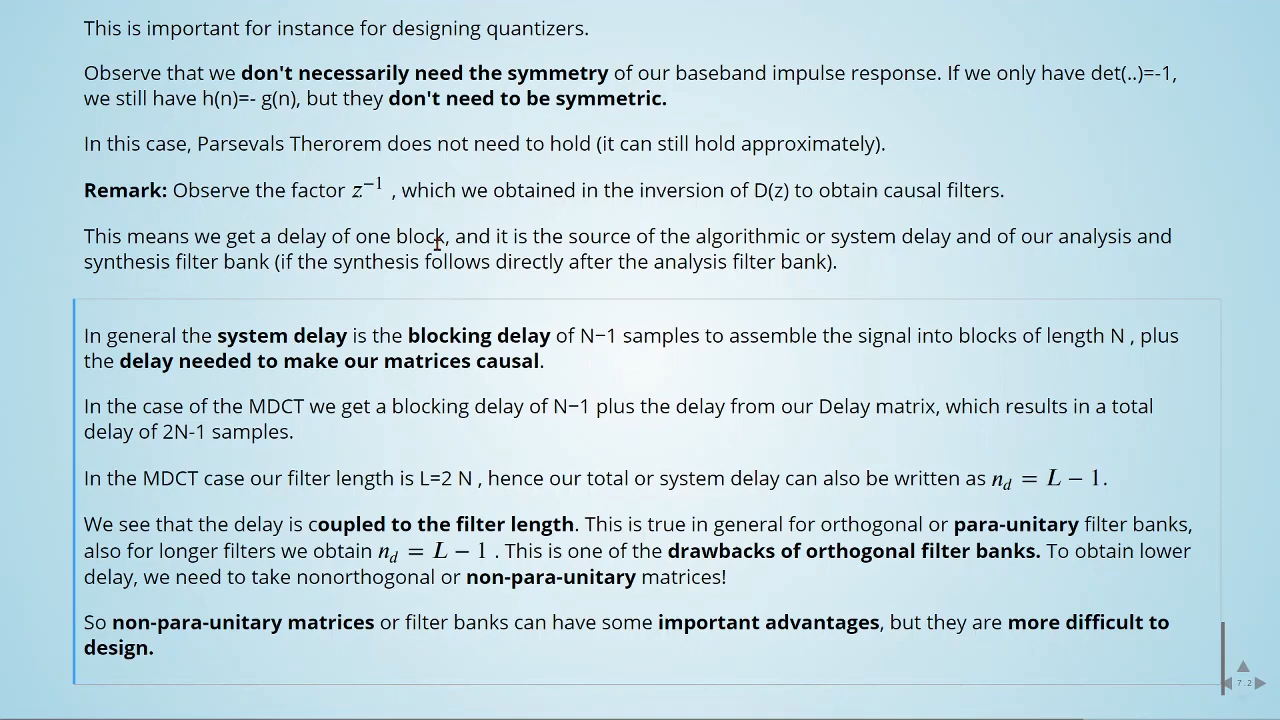 This is important for instance for designing quantizers.
Observe that we don't necessarily need the symmetry of our baseband impulse response. If we only have det(..)=-1,
we still have h(n)=- g(n), but they don't need to be symmetric.
In this case, Parsevals Therorem does not need to hold (it can still hold approximately).
Remark: Observe the factor z⁻¹ , which we obtained in the inversion of D(z) to obtain causal filters.
This means we get a delay of one block, and it is the source of the algorithmic or system delay and of our analysis and
synthesis filter bank (if the synthesis follows directly after the analysis filter bank).
In general the system delay is the blocking delay of N−1 samples to assemble the signal into blocks of length N , plus
the delay needed to make our matrices causal.
In the case of the MDCT we get a blocking delay of N−1 plus the delay from our Delay matrix, which results in a total
delay of 2N-1 samples.
In the MDCT case our filter length is L=2 N , hence our total or system delay can also be written as n_d = L − 1.
We see that the delay is coupled to the filter length. This is true in general for orthogonal or para-unitary filter banks,
also for longer filters we obtain n_d = L − 1 . This is one of the drawbacks of orthogonal filter banks. To obtain lower
delay, we need to take nonorthogonal or non-para-unitary matrices!
So non-para-unitary matrices or filter banks can have some important advantages, but they are more difficult to
design.
7.2